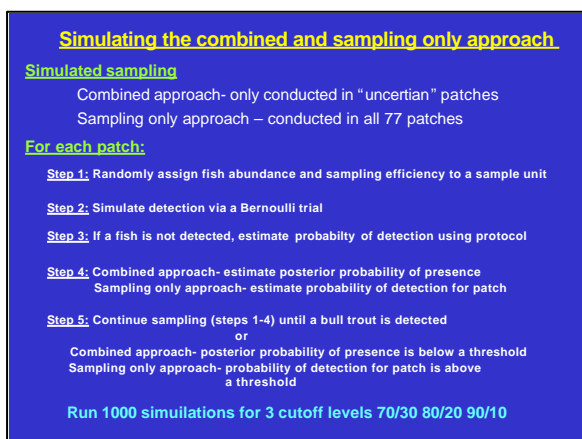 Simulating the combined and sampling only approach
Simulated sampling
Combined approach- only conducted in “uncertian” patches
Sampling only approach – conducted in all 77 patches
For each patch:
Step 1: Randomly assign fish abundance and sampling efficiency to a sample unit
Step 2: Simulate detection via a Bernoulli trial
Step 3: If a fish is not detected, estimate probabilty of detection using protocol
Step 4: Combined approach- estimate posterior probability of presence
Sampling only approach- estimate probability of detection for patch
Step 5: Continue sampling (steps 1-4) until a bull trout is detected
or
Combined approach- posterior probability of presence is below a threshold
Sampling only approach- probability of detection for patch is above
a threshold
Run 1000 simuilations for 3 cutoff levels 70/30 80/20 90/10